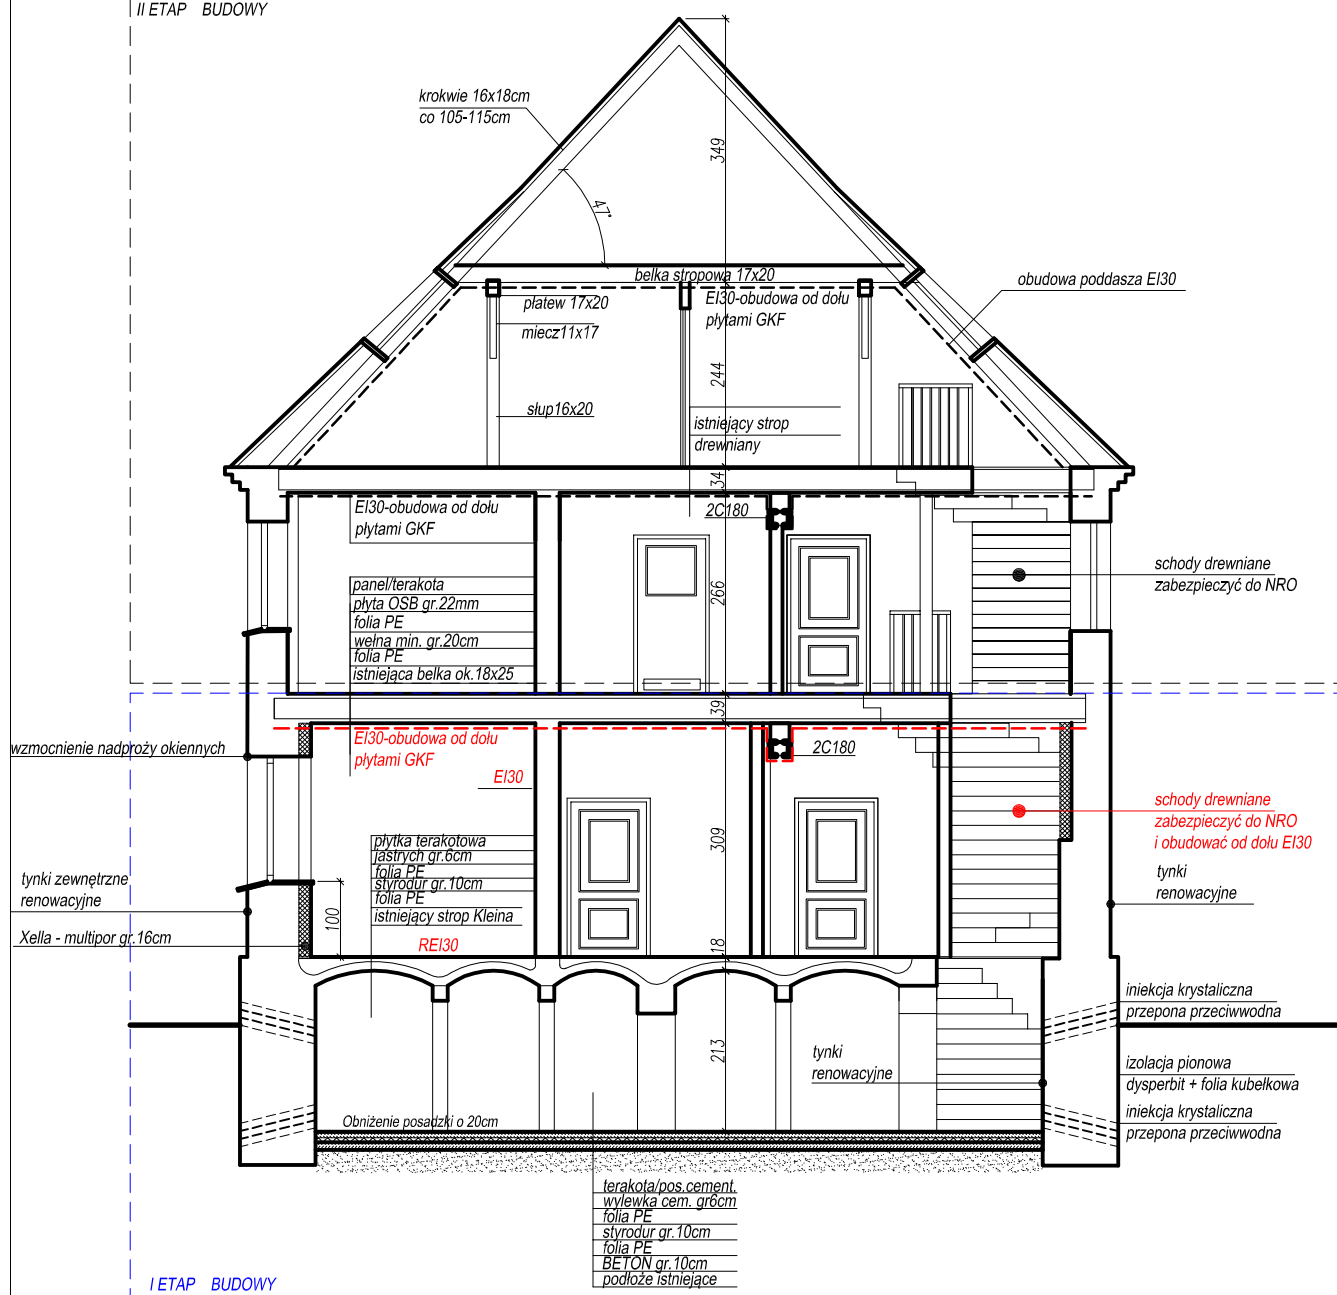 II ETAP BUDOWY
krokwie 16x18cm
co 105-115cm
349
47°
belka stropowa 17x20
obudowa poddasza EI30
płatew 17x20
EI30-obudowa od dołu
płytami GKF
miecz11x17
244
słup16x20
istniejący strop
drewniany
34
EI30-obudowa od dołu
płytami GKF
2C180
266
schody drewniane
zabezpieczyć do NRO
panel/terakota
płyta OSB gr.22mm
folia PE
wełna min. gr.20cm
folia PE
istniejąca belka ok.18x25
39
wzmocnienie nadproży okiennych
EI30-obudowa od dołu
płytami GKF
2C180
EI30
309
schody drewniane
zabezpieczyć do NRO
i obudować od dołu EI30
płytka terakotowa
jastrych gr.6cm
folia PE
styrodur gr.10cm
folia PE
istniejący strop Kleina
REI30
100
tynki zewnętrzne
renowacyjne
tynki
renowacyjne
Xella - multipor gr.16cm
18
iniekcja krystaliczna
przepona przeciwwodna
213
tynki
renowacyjne
izolacja pionowa
dysperbit + folia kubełkowa
iniekcja krystaliczna
przepona przeciwwodna
Obniżenie posadzki o 20cm
terakota/pos.cement.
wylewka cem. gr6cm
folia PE
styrodur gr.10cm
folia PE
BETON gr.10cm
podłoże istniejące
I ETAP BUDOWY